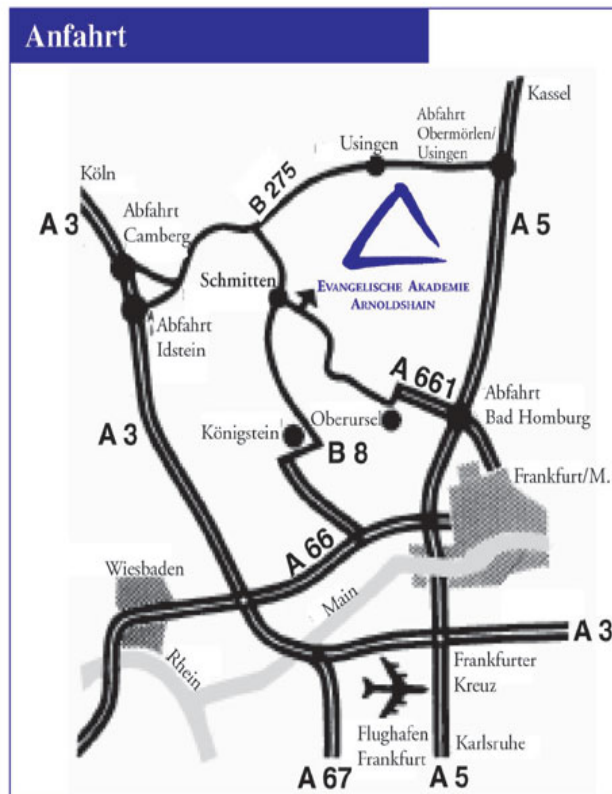 Anfahrt
Kassel
Abfahrt
Obermörlen/
Usingen
Usingen
Köln
B 275
A 3
Abfahrt
Camberg
A 5
Schmitten
EVANGELISCHE AKADEMIE
ARNOLDSHAIN
Abfahrt
Idstein
A 661
Abfahrt
Bad Homburg
A 3
Königstein
Oberursel
B 8
Frankfurt/M.
A 66
Wiesbaden
Main
Rhein
A 3
Frankfurter
Kreuz
Flughafen
Frankfurt
Karlsruhe
A 67
A 5